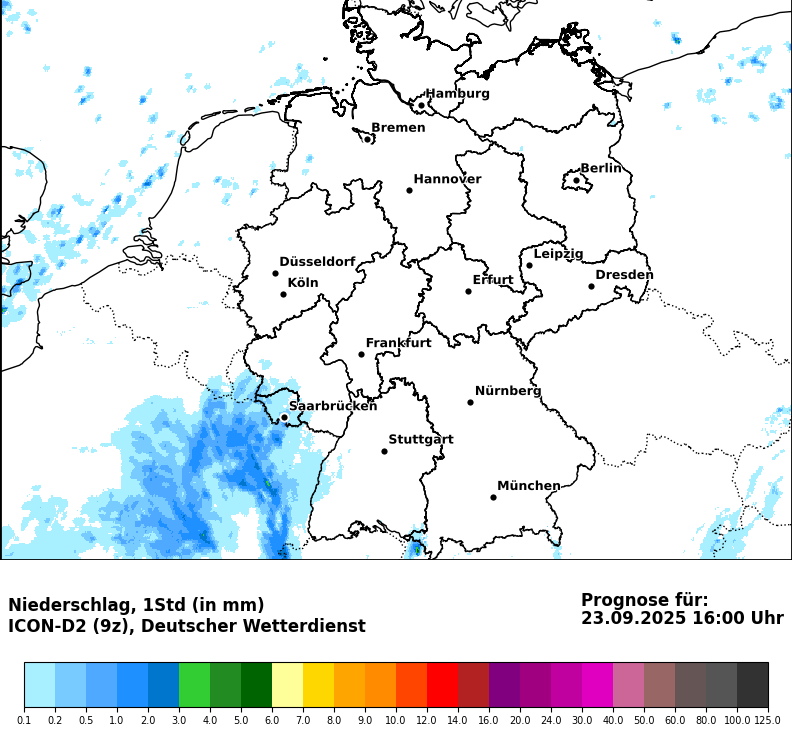 Hamburg
Bremen
Berlin
Hannover
Leipzig
Düsseldorf
Dresden
Köln
Erfurt
Frankfurt
Nürnberg
Saarbrücken
Stuttgart
München
Niederschlag, 1Std (in mm)
ICON-D2 (9z), Deutscher Wetterdienst
Prognose für:
23.09.2025 16:00 Uhr
0.1 0.2 0.5 1.0 2.0 3.0 4.0 5.0 6.0 7.0 8.0 9.0 10.0 12.0 14.0 16.0 20.0 24.0 30.0 40.0 50.0 60.0 80.0 100.0 125.0